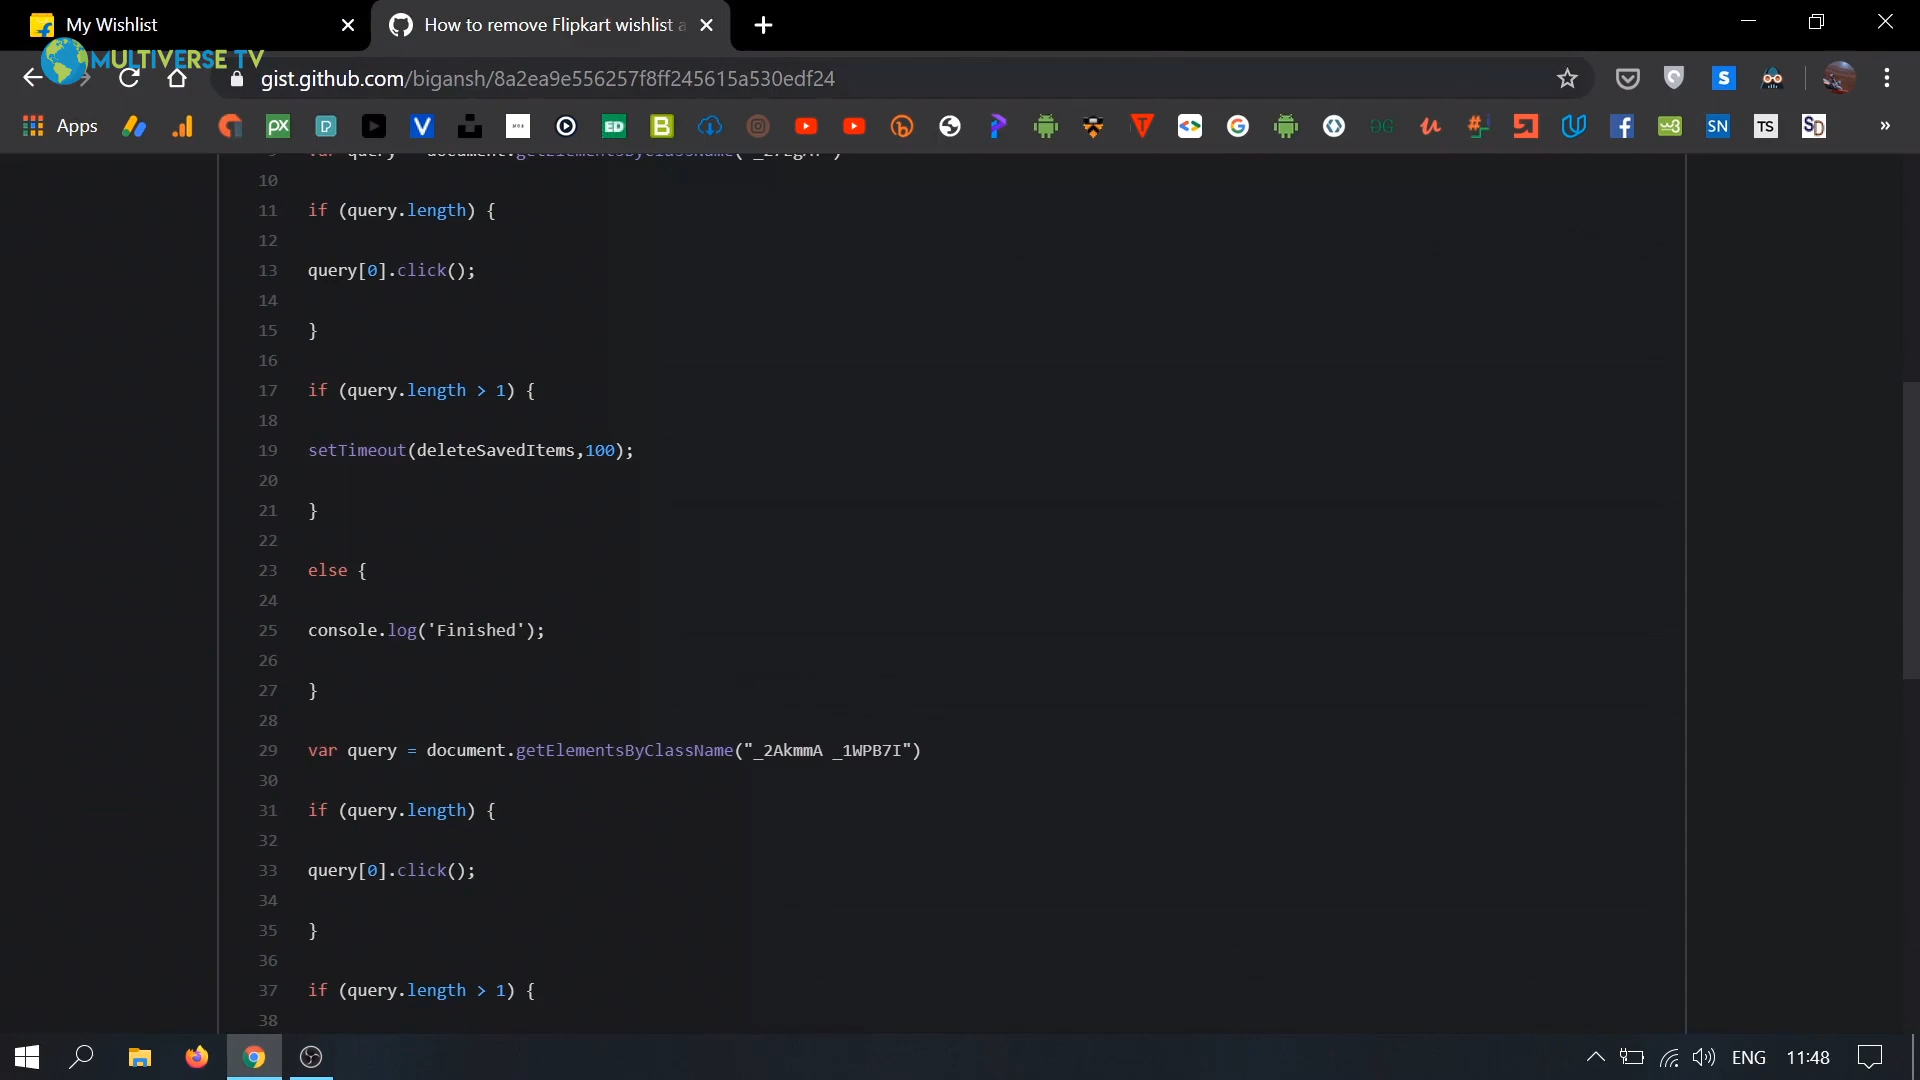 My Wishlist
How to remove Flipkart wishlist a
MULTIVERSE TV
gist.github.com/bigansh/8a2ea9e556257f8ff245615a530edf24
Apps
10
11 if (query.length) {
12
13 query[0].click();
14
15 }
16
17 if (query.length > 1) {
18
19 setTimeout(deleteSavedItems,100);
20
21 }
22
23 else {
24
25 console.log('Finished');
26
27 }
28
29 var query = document.getElementsByClassName("_2AkmmA _1WPB7I")
30
31 if (query.length) {
32
33 query[0].click();
34
35 }
36
37 if (query.length > 1) {
38
ENG 11:48